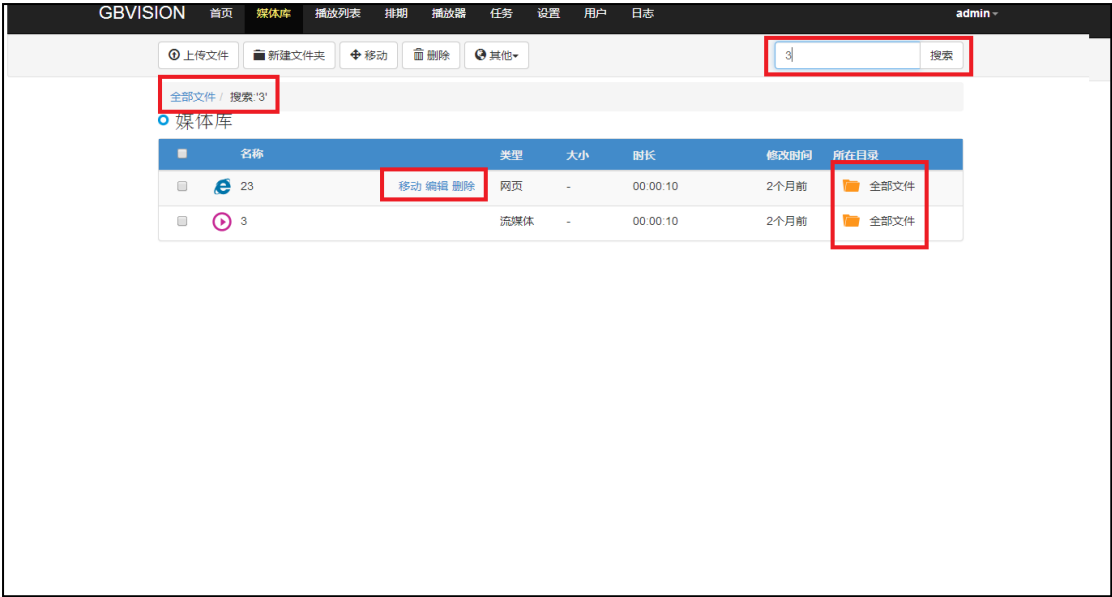 GBVISION 首页 媒体库 播放列表 排期 播放器 任务 设置 用户 日志 admin
上传文件 新建文件夹 移动 删除 其他 3 搜索
全部文件 / 搜索:'3'
媒体库
名称 类型 大小 时长 修改时间 所在目录
23 移动 编辑 删除 网页 - 00:00:10 2个月前 全部文件
3 流媒体 - 00:00:10 2个月前 全部文件